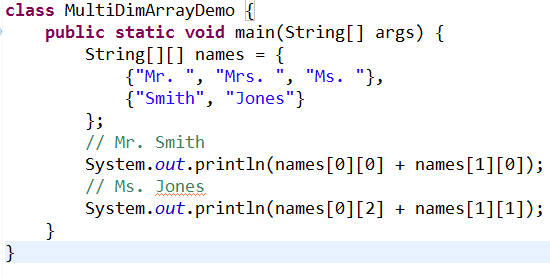 class MultiDimArrayDemo {
    public static void main(String[] args) {
        String[][] names = {
            {"Mr. ", "Mrs. ", "Ms. "},
            {"Smith", "Jones"}
        };
        // Mr. Smith
        System.out.println(names[0][0] + names[1][0]);
        // Ms. Jones
        System.out.println(names[0][2] + names[1][1]);
    }
}